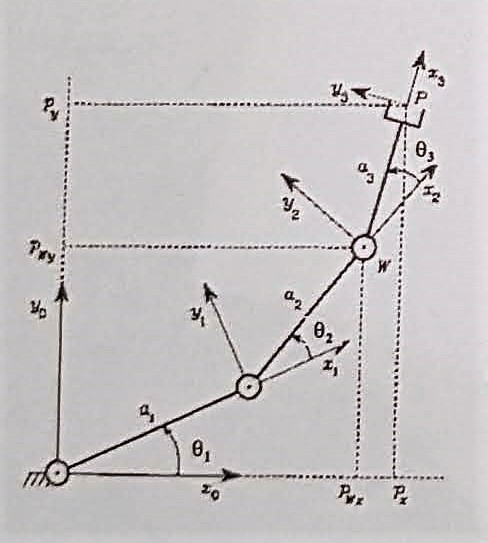 x₃
y₃
P
P_y
θ₃
a₃
x₂
y₂
P_Wy
W
y₀
a₂
y₁
θ₂
x₁
a₁
θ₁
x₀
P_Wx
P_x